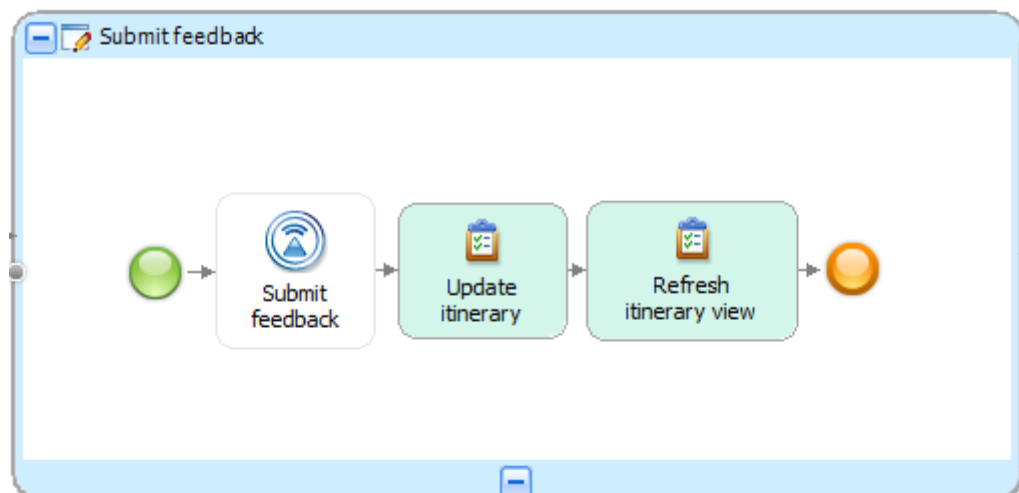 Submit feedback
Submit
feedback
Update
itinerary
Refresh
itinerary view